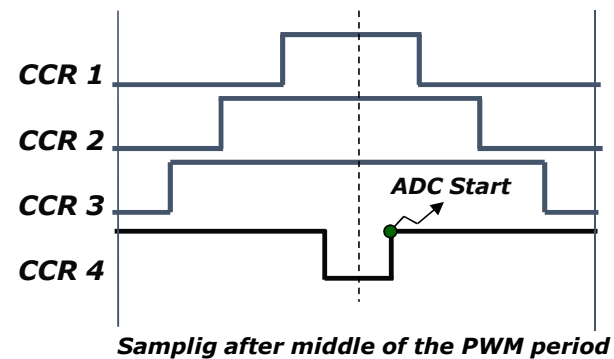 CCR 1
CCR 2
CCR 3
ADC Start
CCR 4
Samplig after middle of the PWM period